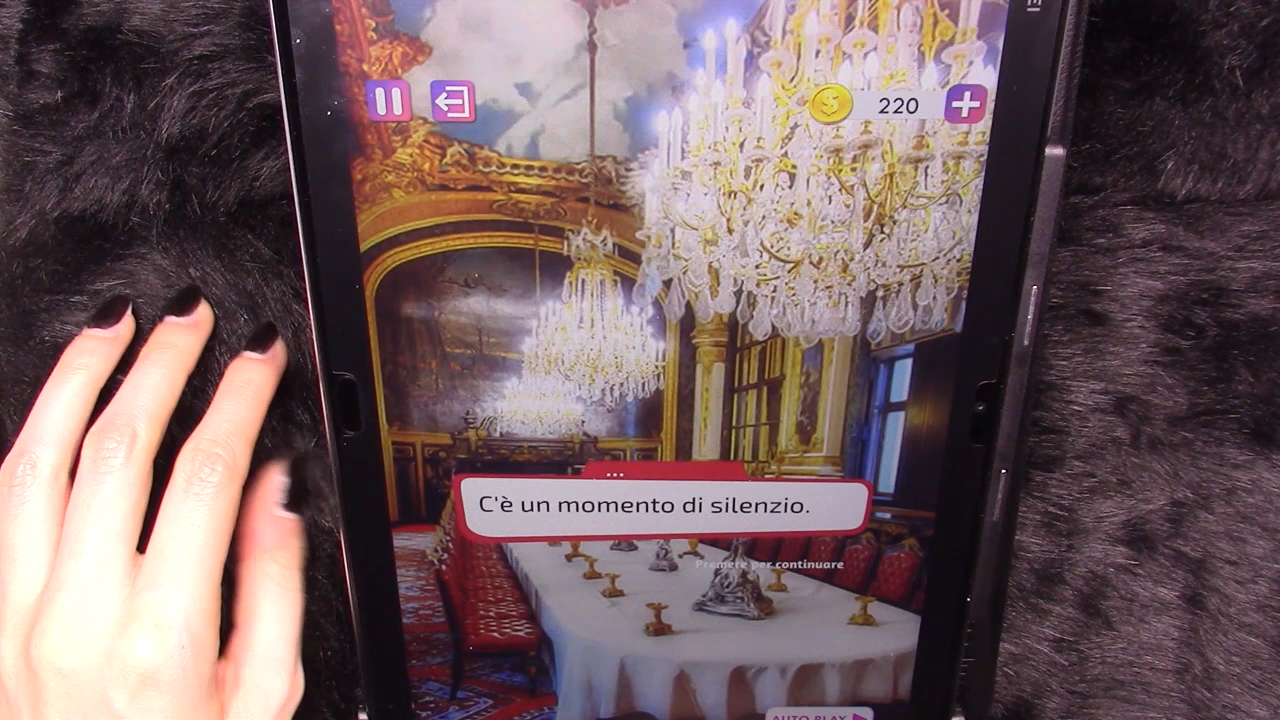 220
...
C'è un momento di silenzio.
Premere per continuare
AUTO PLAY